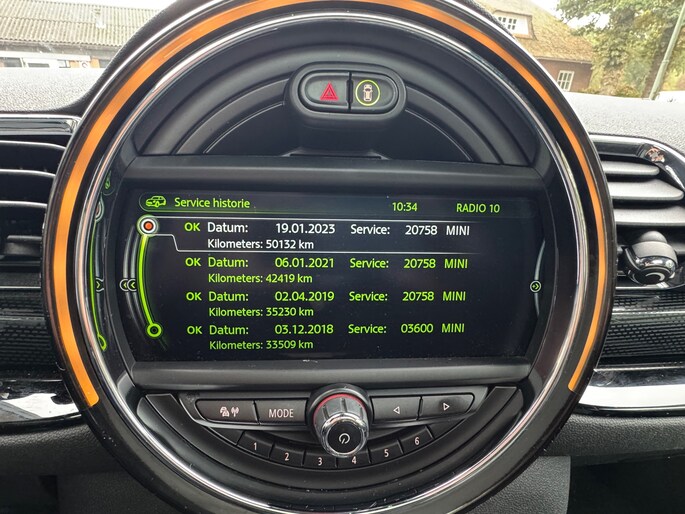 Service historie 10:34 RADIO 10
OK Datum: 19.01.2023 Service: 20758 MINI
Kilometers: 50132 km
OK Datum: 06.01.2021 Service: 20758 MINI
Kilometers: 42419 km
OK Datum: 02.04.2019 Service: 20758 MINI
Kilometers: 35230 km
OK Datum: 03.12.2018 Service: 03600 MINI
Kilometers: 33509 km
MODE
1 2 3 4 5 6